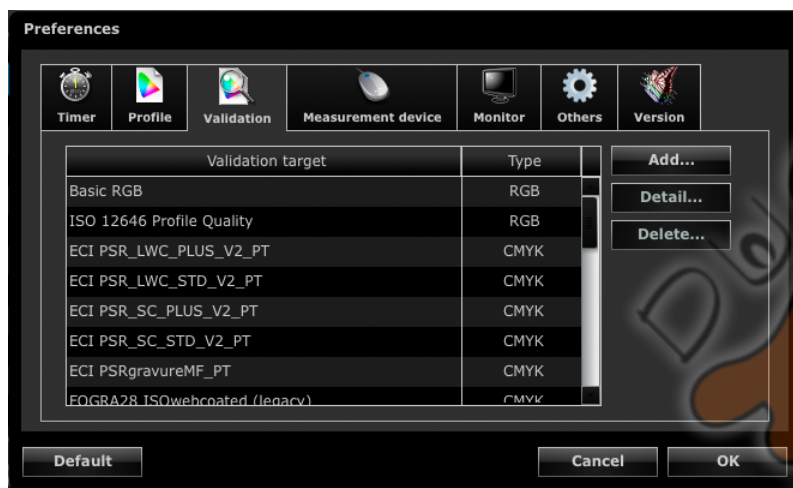 Preferences
Timer Profile Validation Measurement device Monitor Others Version
Validation target Type
Basic RGB RGB
ISO 12646 Profile Quality RGB
ECI PSR_LWC_PLUS_V2_PT CMYK
ECI PSR_LWC_STD_V2_PT CMYK
ECI PSR_SC_PLUS_V2_PT CMYK
ECI PSR_SC_STD_V2_PT CMYK
ECI PSRgravureMF_PT CMYK
FOGRA28 ISOwebcoated (legacy) CMYK
Add...
Detail...
Delete...
Default Cancel OK